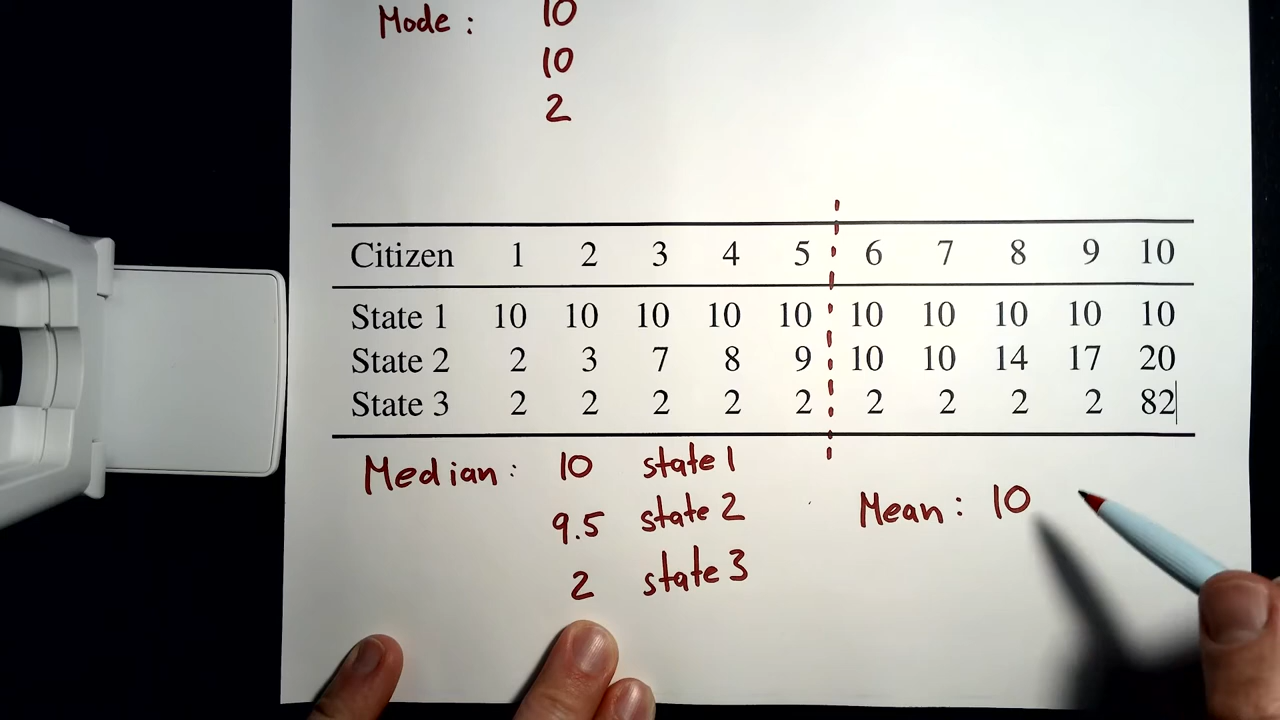 Mode: 10
10
2
Citizen 1 2 3 4 5 6 7 8 9 10
State 1 10 10 10 10 10 10 10 10 10 10
State 2 2 3 7 8 9 10 10 14 17 20
State 3 2 2 2 2 2 2 2 2 2 82
Median: 10 state 1
9.5 state 2
2 state 3
Mean: 10